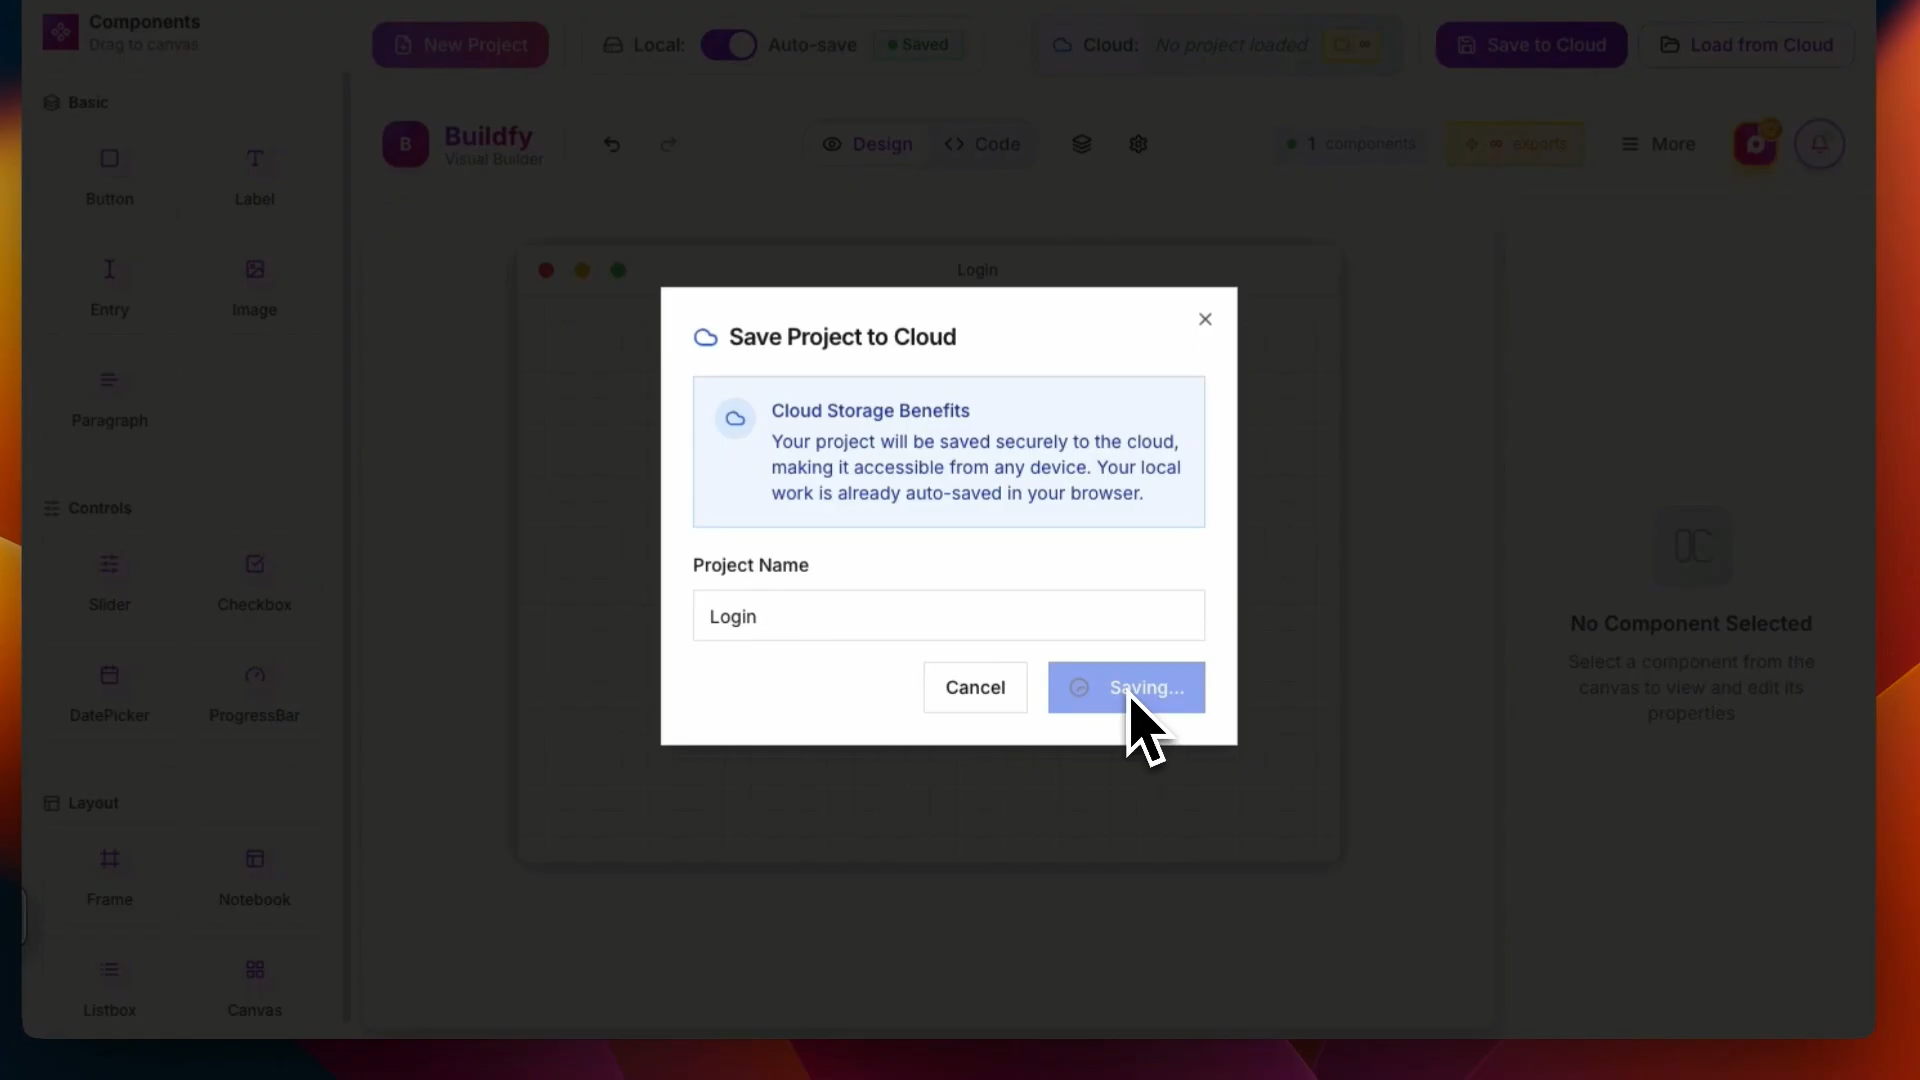 Components
Drag to canvas
New Project
Local:
Auto-save
Saved
Cloud:
No project loaded
∞
Save to Cloud
Load from Cloud
Basic
B
Buildfy
Visual Builder
Design
Code
1 components
∞ exports
More
Button
Label
Entry
Image
Paragraph
Login
Save Project to Cloud
Cloud Storage Benefits
Your project will be saved securely to the cloud,
making it accessible from any device. Your local
work is already auto-saved in your browser.
Project Name
Login
Cancel
Saving...
Controls
Slider
Checkbox
DatePicker
ProgressBar
No Component Selected
Select a component from the
canvas to view and edit its
properties
Layout
Frame
Notebook
Listbox
Canvas